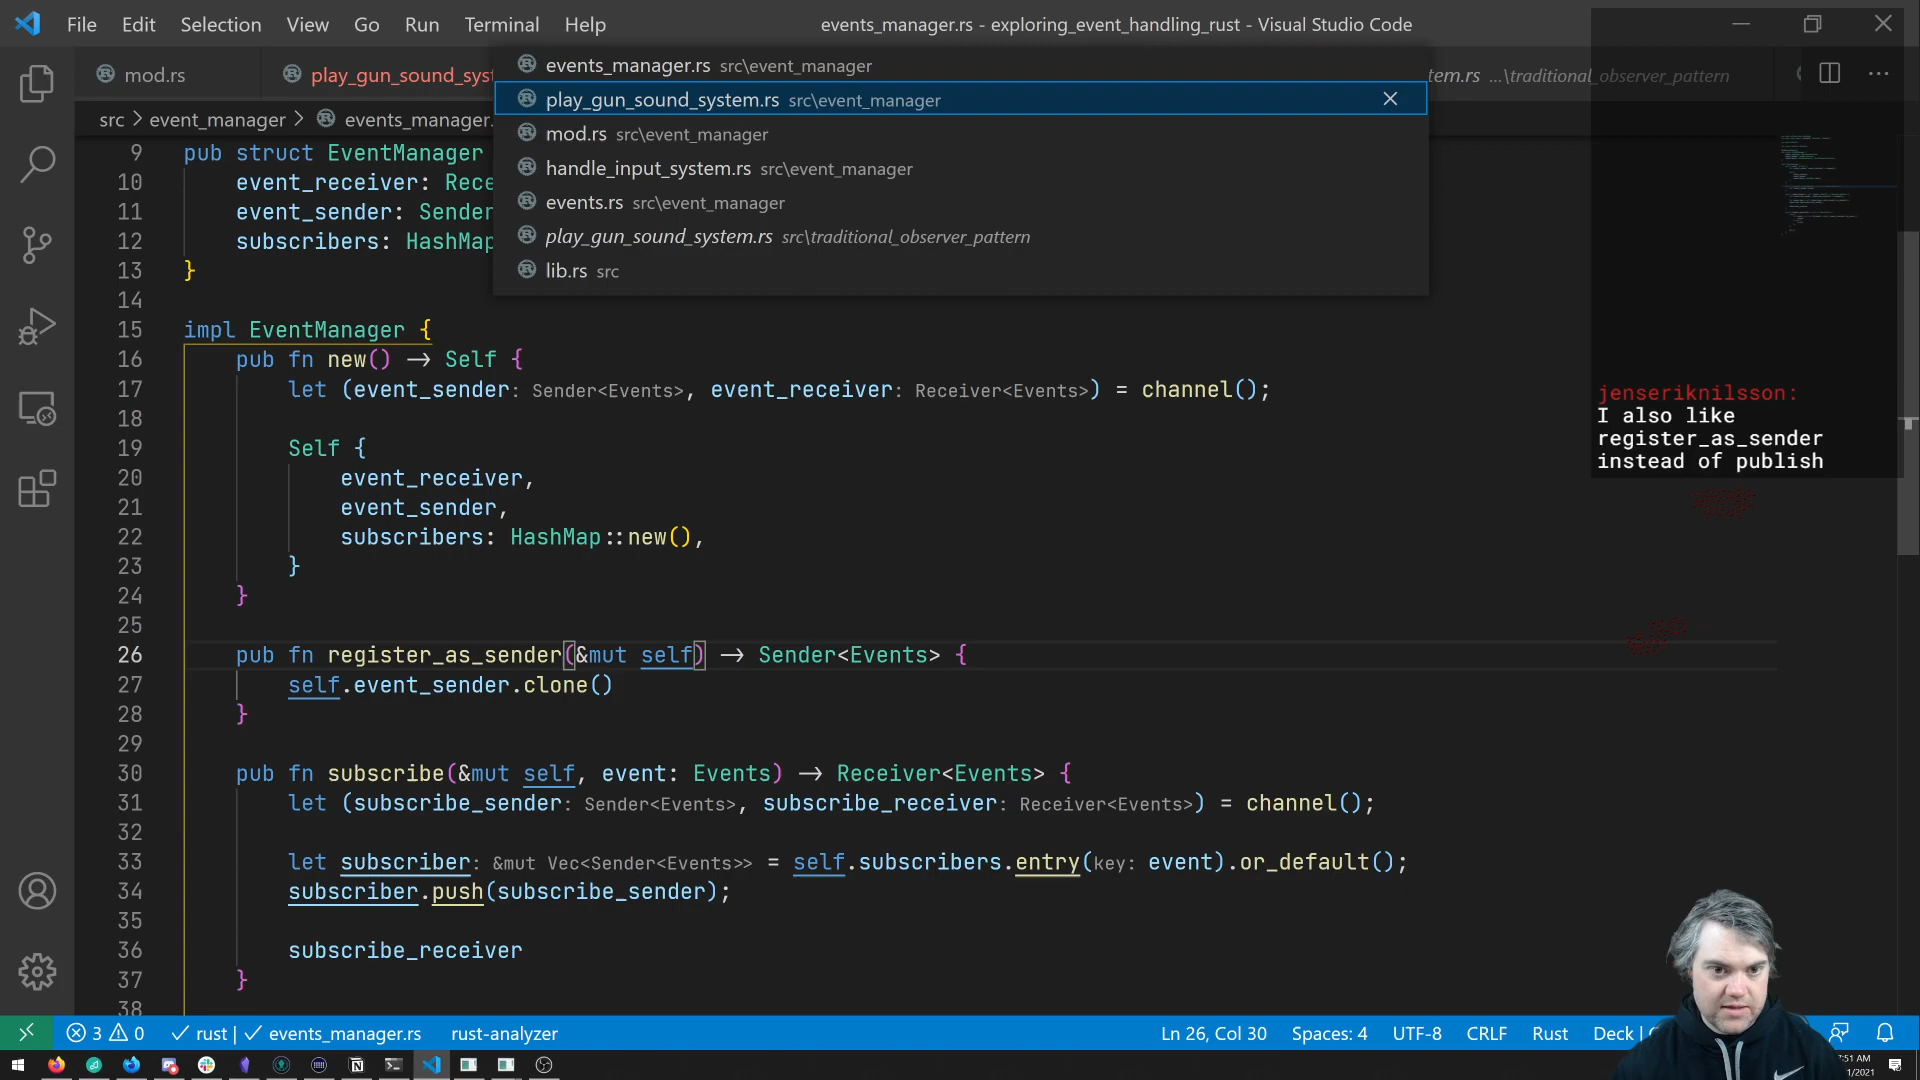 File Edit Selection View Go Run Terminal Help
events_manager.rs - exploring_event_handling_rust - Visual Studio Code
mod.rs
play_gun_sound_syst
tem.rs ...\traditional_observer_pattern
events_manager.rs src\event_manager
play_gun_sound_system.rs src\event_manager
mod.rs src\event_manager
handle_input_system.rs src\event_manager
events.rs src\event_manager
play_gun_sound_system.rs src\traditional_observer_pattern
lib.rs src
src > event_manager > events_manager.
9 pub struct EventManager
10 event_receiver: Rece
11 event_sender: Sender
12 subscribers: HashMap
13 }
14
15 impl EventManager {
16 pub fn new() → Self {
17 let (event_sender: Sender<Events>, event_receiver: Receiver<Events>) = channel();
18
19 Self {
20 event_receiver,
21 event_sender,
22 subscribers: HashMap::new(),
23 }
24 }
25
26 pub fn register_as_sender(&mut self) → Sender<Events> {
27 self.event_sender.clone()
28 }
29
30 pub fn subscribe(&mut self, event: Events) → Receiver<Events> {
31 let (subscribe_sender: Sender<Events>, subscribe_receiver: Receiver<Events>) = channel();
32
33 let subscriber: &mut Vec<Sender<Events>> = self.subscribers.entry(key: event).or_default();
34 subscriber.push(subscribe_sender);
35
36 subscribe_receiver
37 }
38
jenseriknilsson:
I also like
register_as_sender
instead of publish
3 0 rust | events_manager.rs rust-analyzer
Ln 26, Col 30 Spaces: 4 UTF-8 CRLF Rust Deck |
:51 AM
/2021